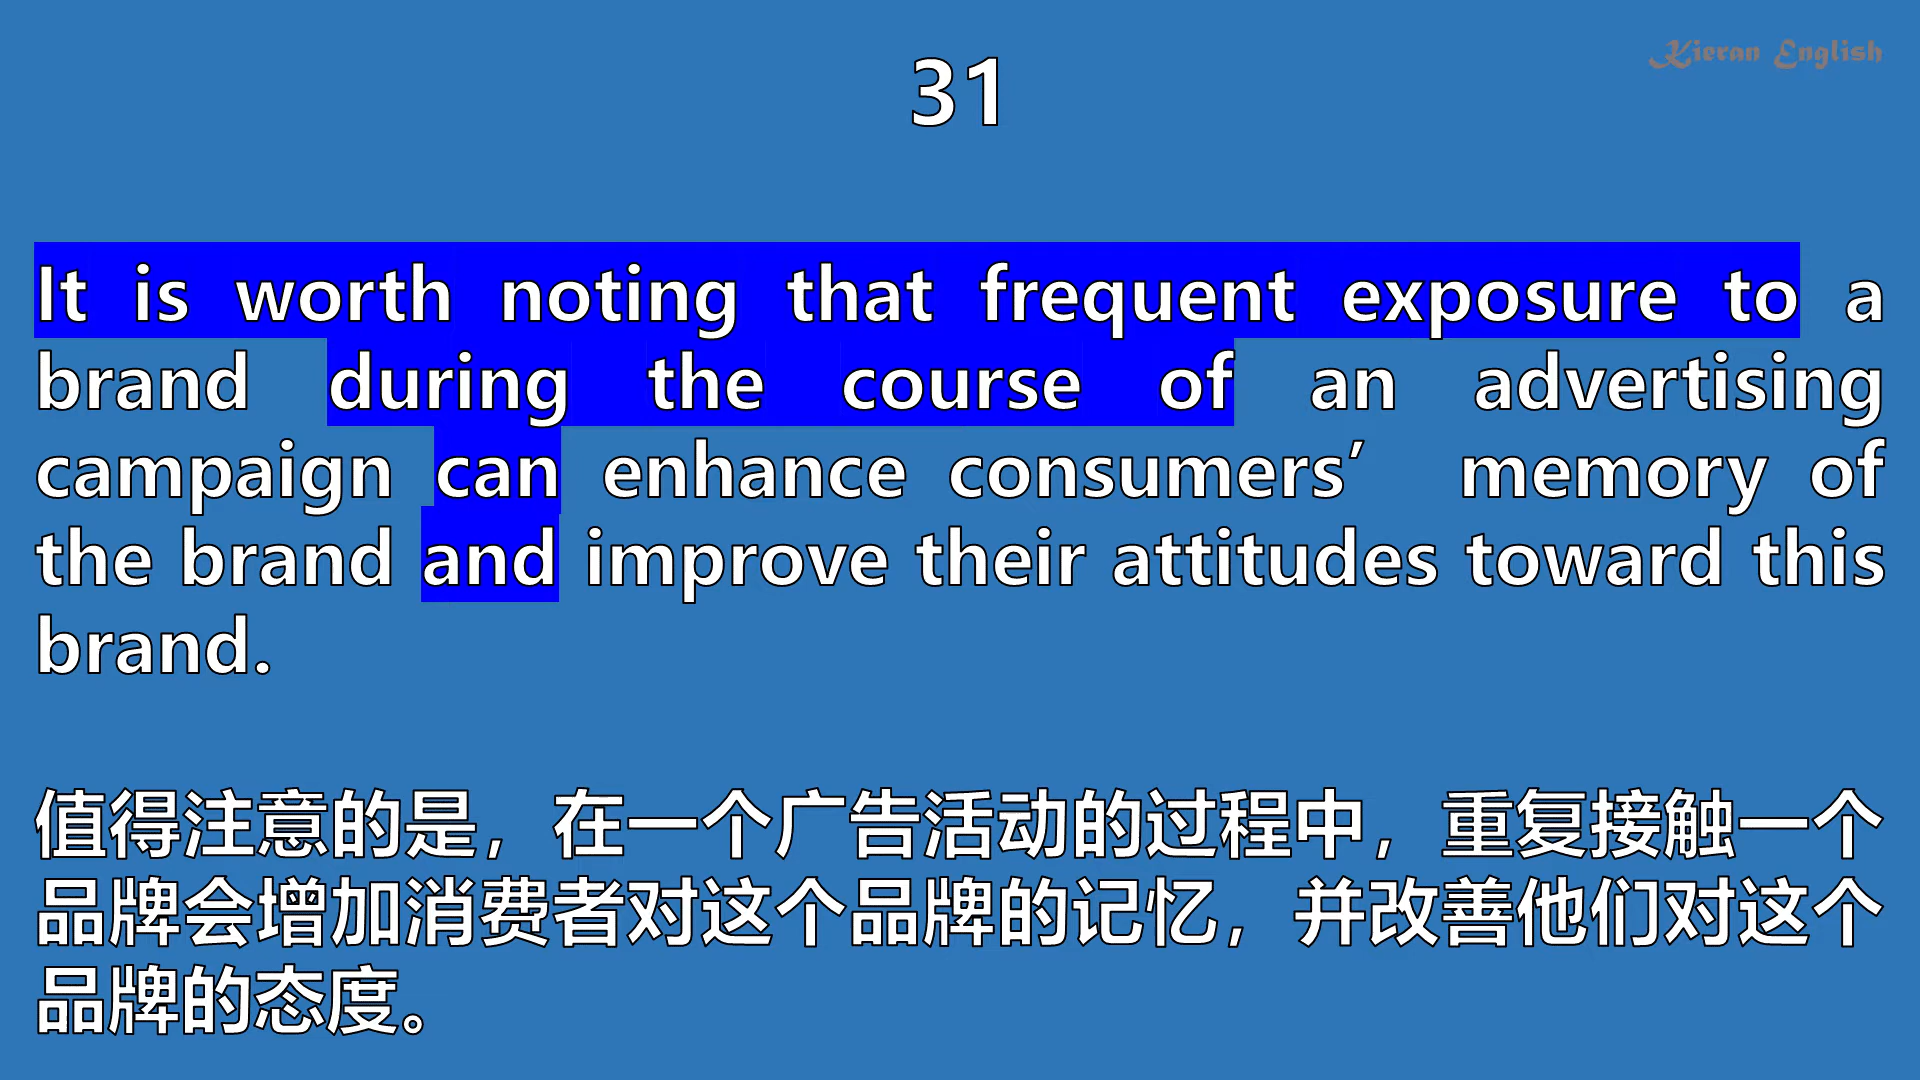 Kieran English
31
It is worth noting that frequent exposure to a
brand during the course of an advertising
campaign can enhance consumers’ memory of
the brand and improve their attitudes toward this
brand.
值得注意的是，在一个广告活动的过程中，重复接触一个
品牌会增加消费者对这个品牌的记忆，并改善他们对这个
品牌的态度。